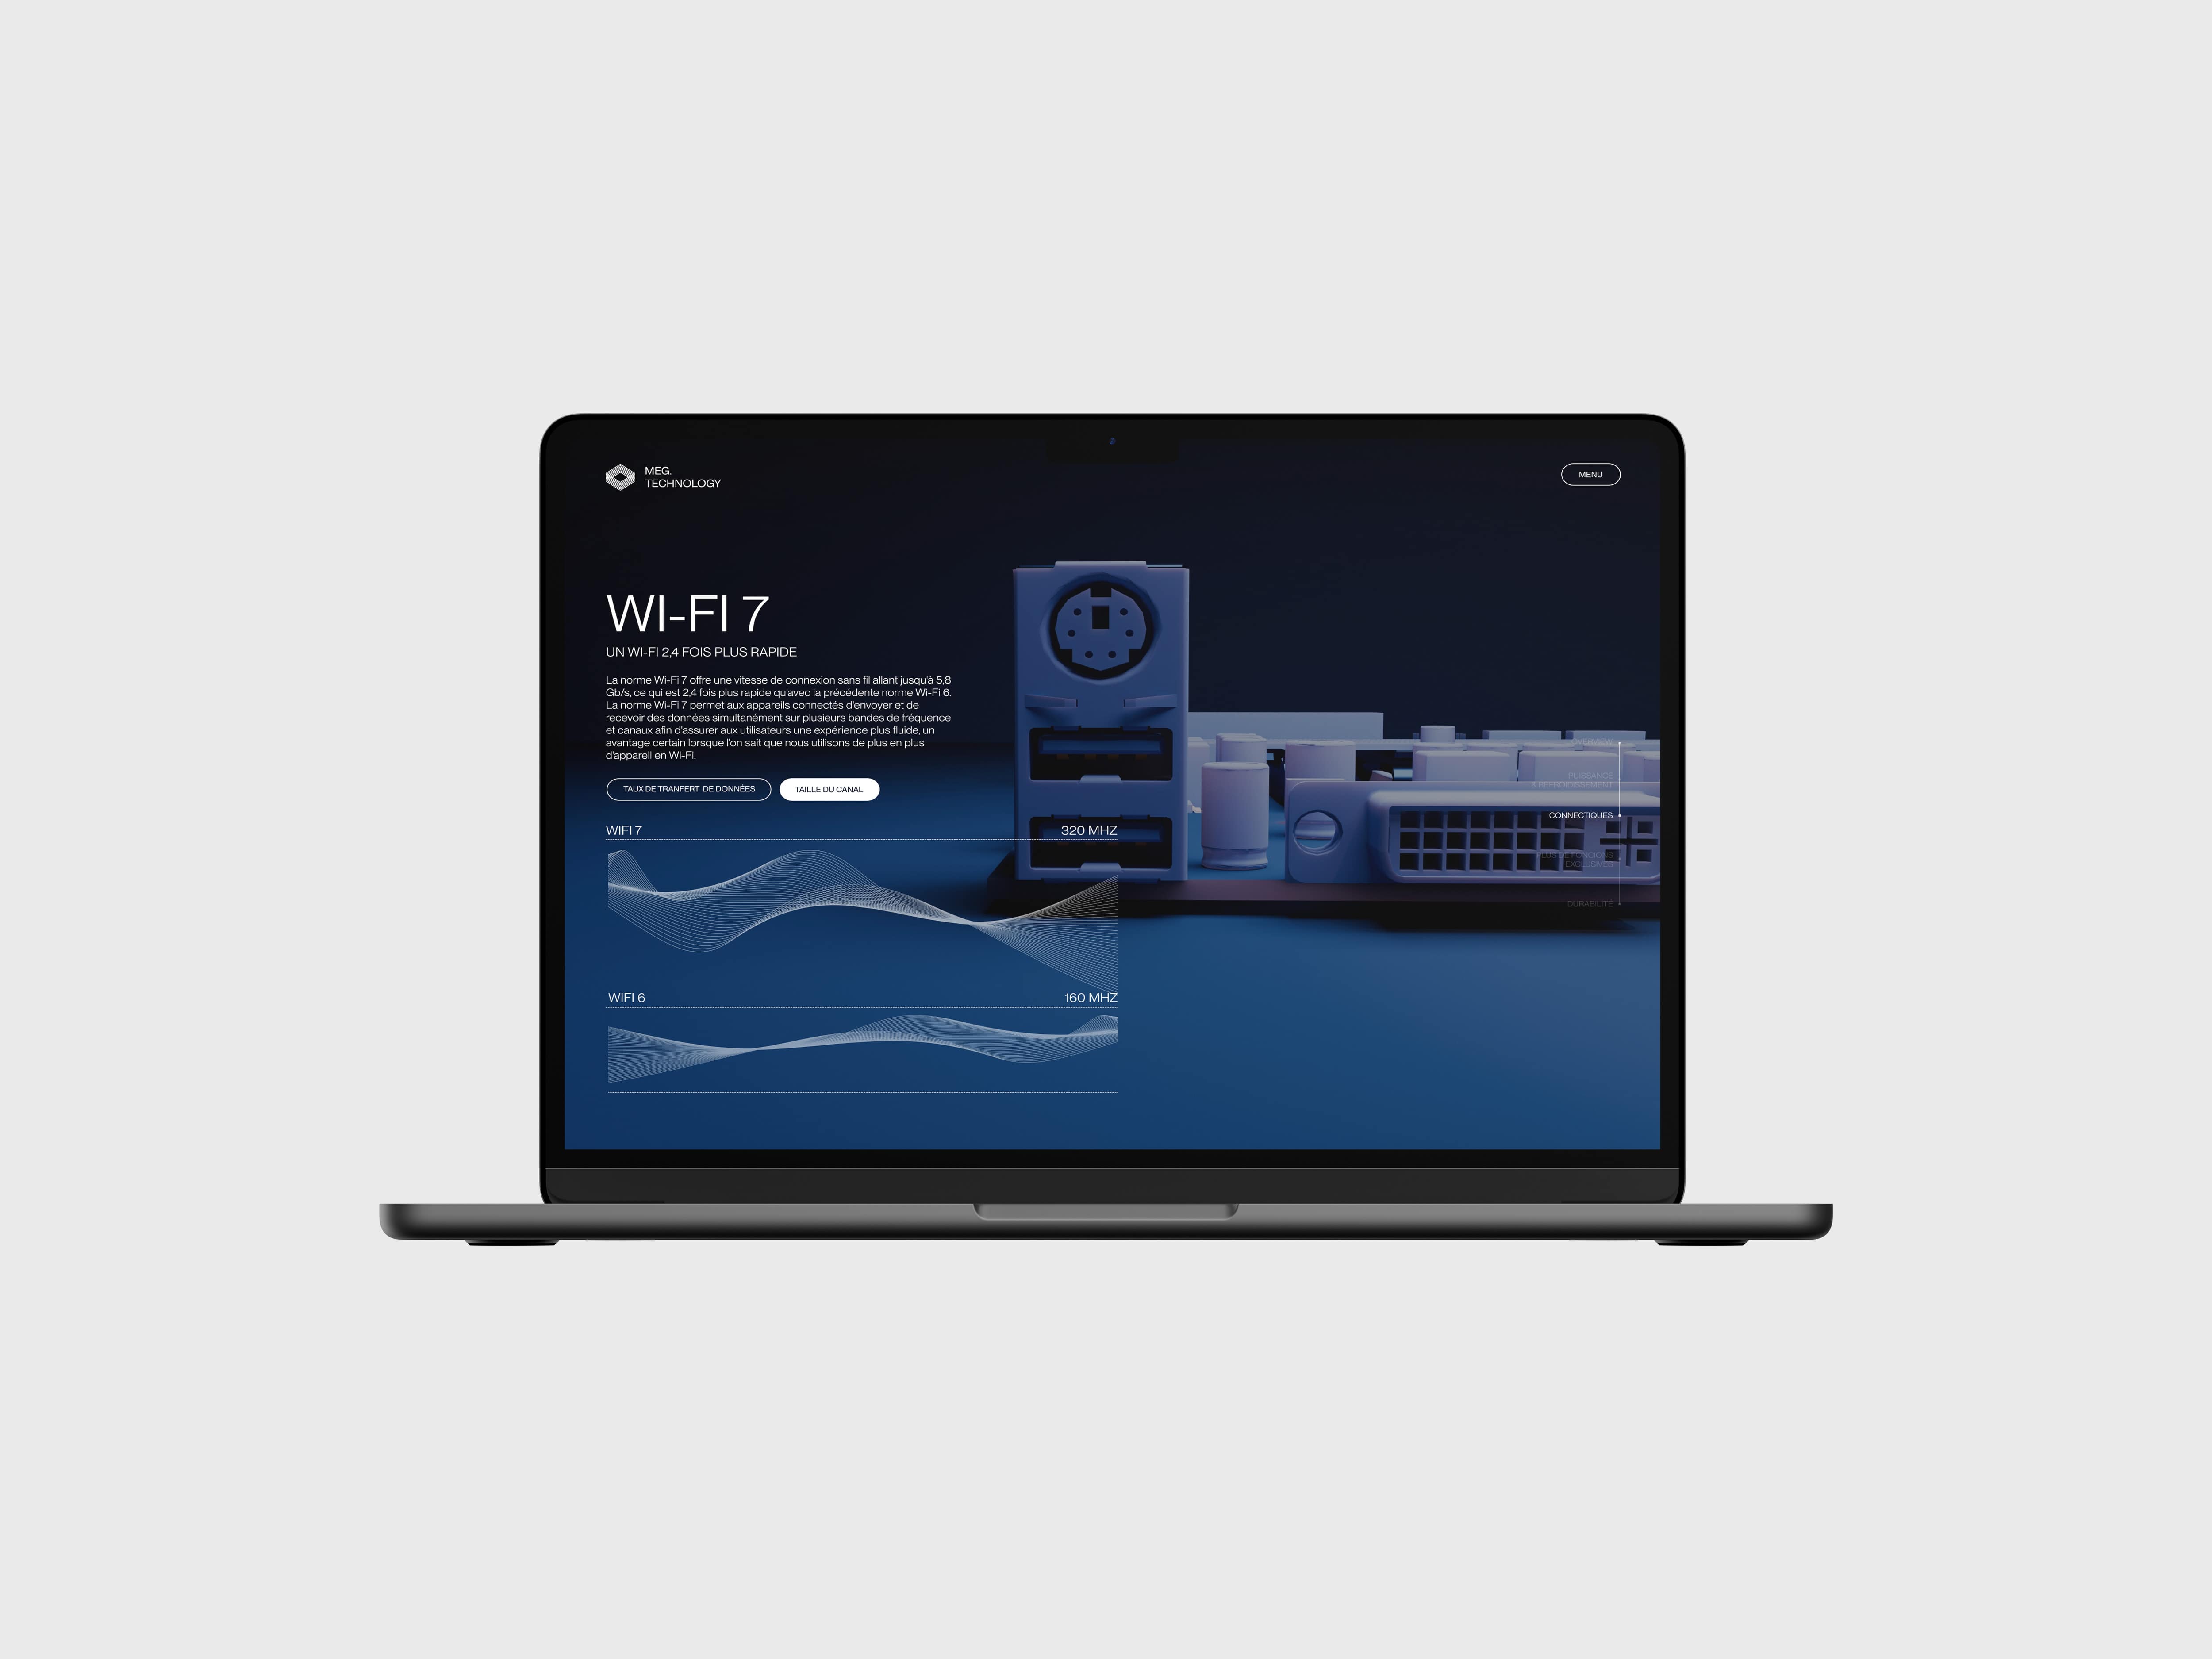 MEG.
TECHNOLOGY
MENU
WI-FI 7
UN WI-FI 2,4 FOIS PLUS RAPIDE
La norme Wi-Fi 7 offre une vitesse de connexion sans fil allant jusqu'à 5,8
Gb/s, ce qui est 2,4 fois plus rapide qu'avec la précédente norme Wi-Fi 6.
La norme Wi-Fi 7 permet aux appareils connectés d'envoyer et de
recevoir des données simultanément sur plusieurs bandes de fréquence
et canaux afin d'assurer aux utilisateurs une expérience plus fluide, un
avantage certain lorsque l'on sait que nous utilisons de plus en plus
d'appareil en Wi-Fi.
TAUX DE TRANFERT DE DONNÉES
TAILLE DU CANAL
WIFI 7
320 MHZ
WIFI 6
160 MHZ
PUISSANCE
& REFROIDISSEMENT
CONNECTIQUES
PLUS DE FONCIONS
EXCLUSIVES
DURABILITÉ